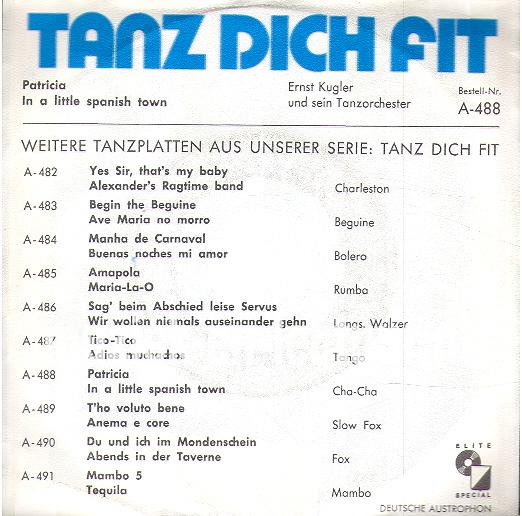 TANZ DICH FIT
Patricia
In a little spanish town
Ernst Kugler
und sein Tanzorchester
Bestell-Nr.
A-488
WEITERE TANZPLATTEN AUS UNSERER SERIE: TANZ DICH FIT
A-482 Yes Sir, that's my baby
Alexander's Ragtime band Charleston
A-483 Begin the Beguine
Ave Maria no morro Beguine
A-484 Manha de Carnaval
Buenas noches mi amor Bolero
A-485 Amapola
Maria-La-O Rumba
A-486 Sag' beim Abschied leise Servus
Wir wollen niemals auseinander gehn Langs. Walzer
A-487 Tico-Tico
Adios muchachos Tango
A-488 Patricia
In a little spanish town Cha-Cha
A-489 T'ho voluto bene
Anema e core Slow Fox
A-490 Du und ich im Mondenschein
Abends in der Taverne Fox
A-491 Mambo 5
Tequila Mambo
ELITE
SPECIAL
DEUTSCHE AUSTROPHON